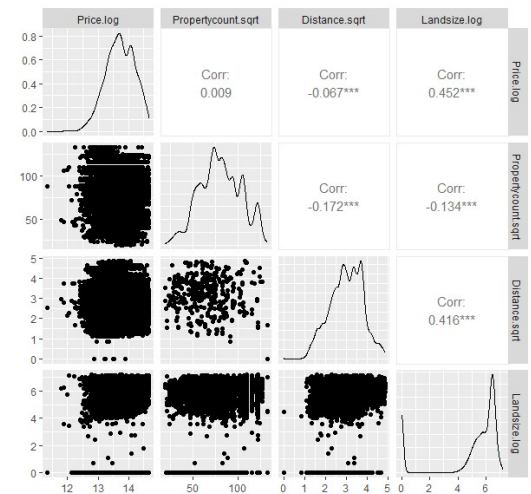 Price.log Propertycount.sqrt Distance.sqrt Landsize.log
0.8
0.6
0.4
0.2
0.0
Corr:
0.009
Corr:
-0.067***
Corr:
0.452***
Price.log
100
50
Corr:
-0.172***
Corr:
-0.134***
Propertycount.sqrt
5
4
3
2
1
0
Corr:
0.416***
Distance.sqrt
6
4
2
0
Landsize.log
12 13 14 50 100 0 1 2 3 4 5 0 2 4 6